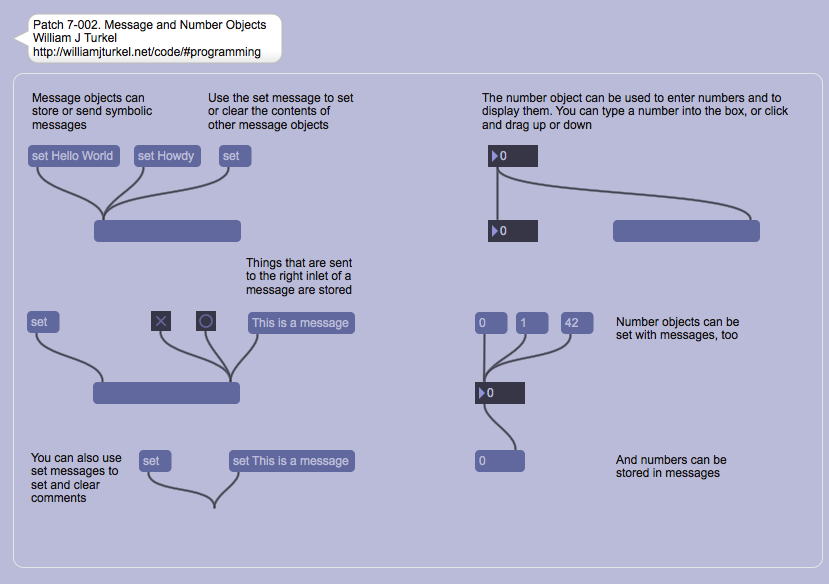 Patch 7-002. Message and Number Objects
William J Turkel
http://williamjturkel.net/code/#programming
Message objects can
store or send symbolic
messages
Use the set message to set
or clear the contents of
other message objects
set Hello World
set Howdy
set
Things that are sent
to the right inlet of a
message are stored
set
This is a message
You can also use
set messages to
set and clear
comments
set
set This is a message
The number object can be used to enter numbers and to
display them. You can type a number into the box, or click
and drag up or down
0
0
0
1
42
Number objects can be
set with messages, too
0
0
And numbers can be
stored in messages